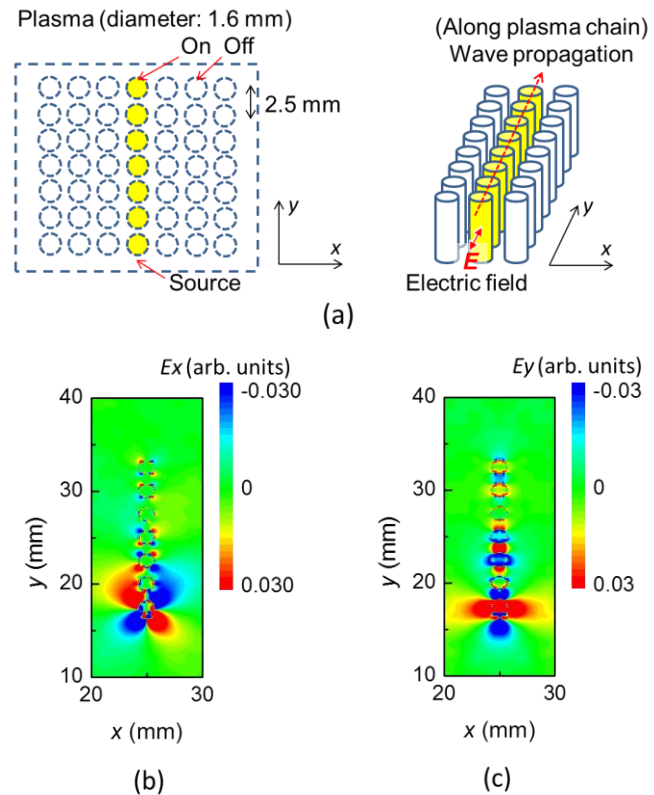 Plasma (diameter: 1.6 mm)
On Off
2.5 mm
y
x
Source
(Along plasma chain)
Wave propagation
y
x
E
Electric field
(a)
Ex (arb. units)
-0.030
0
0.030
40
30
20
10
y (mm)
20 30
x (mm)
(b)
Ey (arb. units)
-0.03
0
0.03
40
30
20
10
y (mm)
20 30
x (mm)
(c)